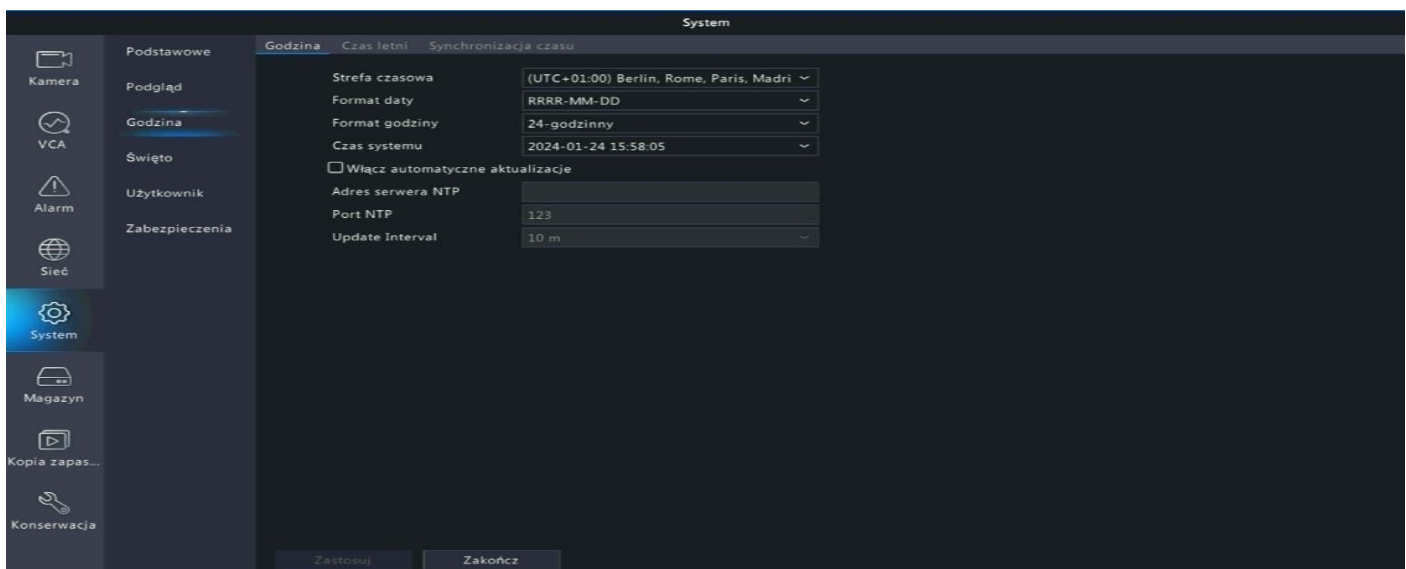 System
Kamera
VCA
Alarm
Sieć
System
Magazyn
Kopia zapas...
Konserwacja
Podstawowe
Podgląd
Godzina
Święto
Użytkownik
Zabezpieczenia
Godzina Czas letni Synchronizacja czasu
Strefa czasowa (UTC+01:00) Berlin, Rome, Paris, Madri
Format daty RRRR-MM-DD
Format godziny 24-godzinny
Czas systemu 2024-01-24 15:58:05
Włącz automatyczne aktualizacje
Adres serwera NTP
Port NTP 123
Update Interval 10 m
Zastosuj Zakończ